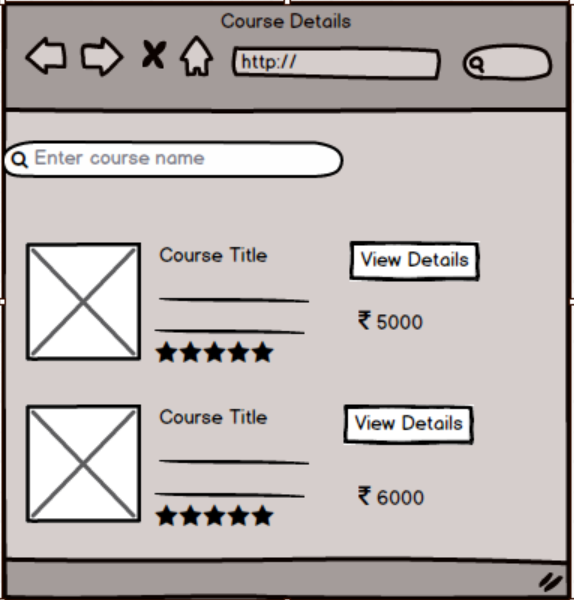 Course Details
http://
Enter course name
Course Title
View Details
₹ 5000
Course Title
View Details
₹ 6000